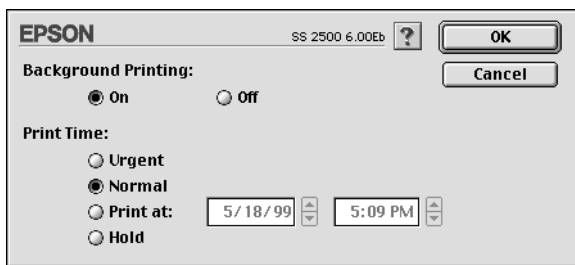 EPSON SS 2500 6.00Eb ? OK
Background Printing: Cancel
On Off
Print Time:
Urgent
Normal
Print at: 5/18/99 5:09 PM
Hold